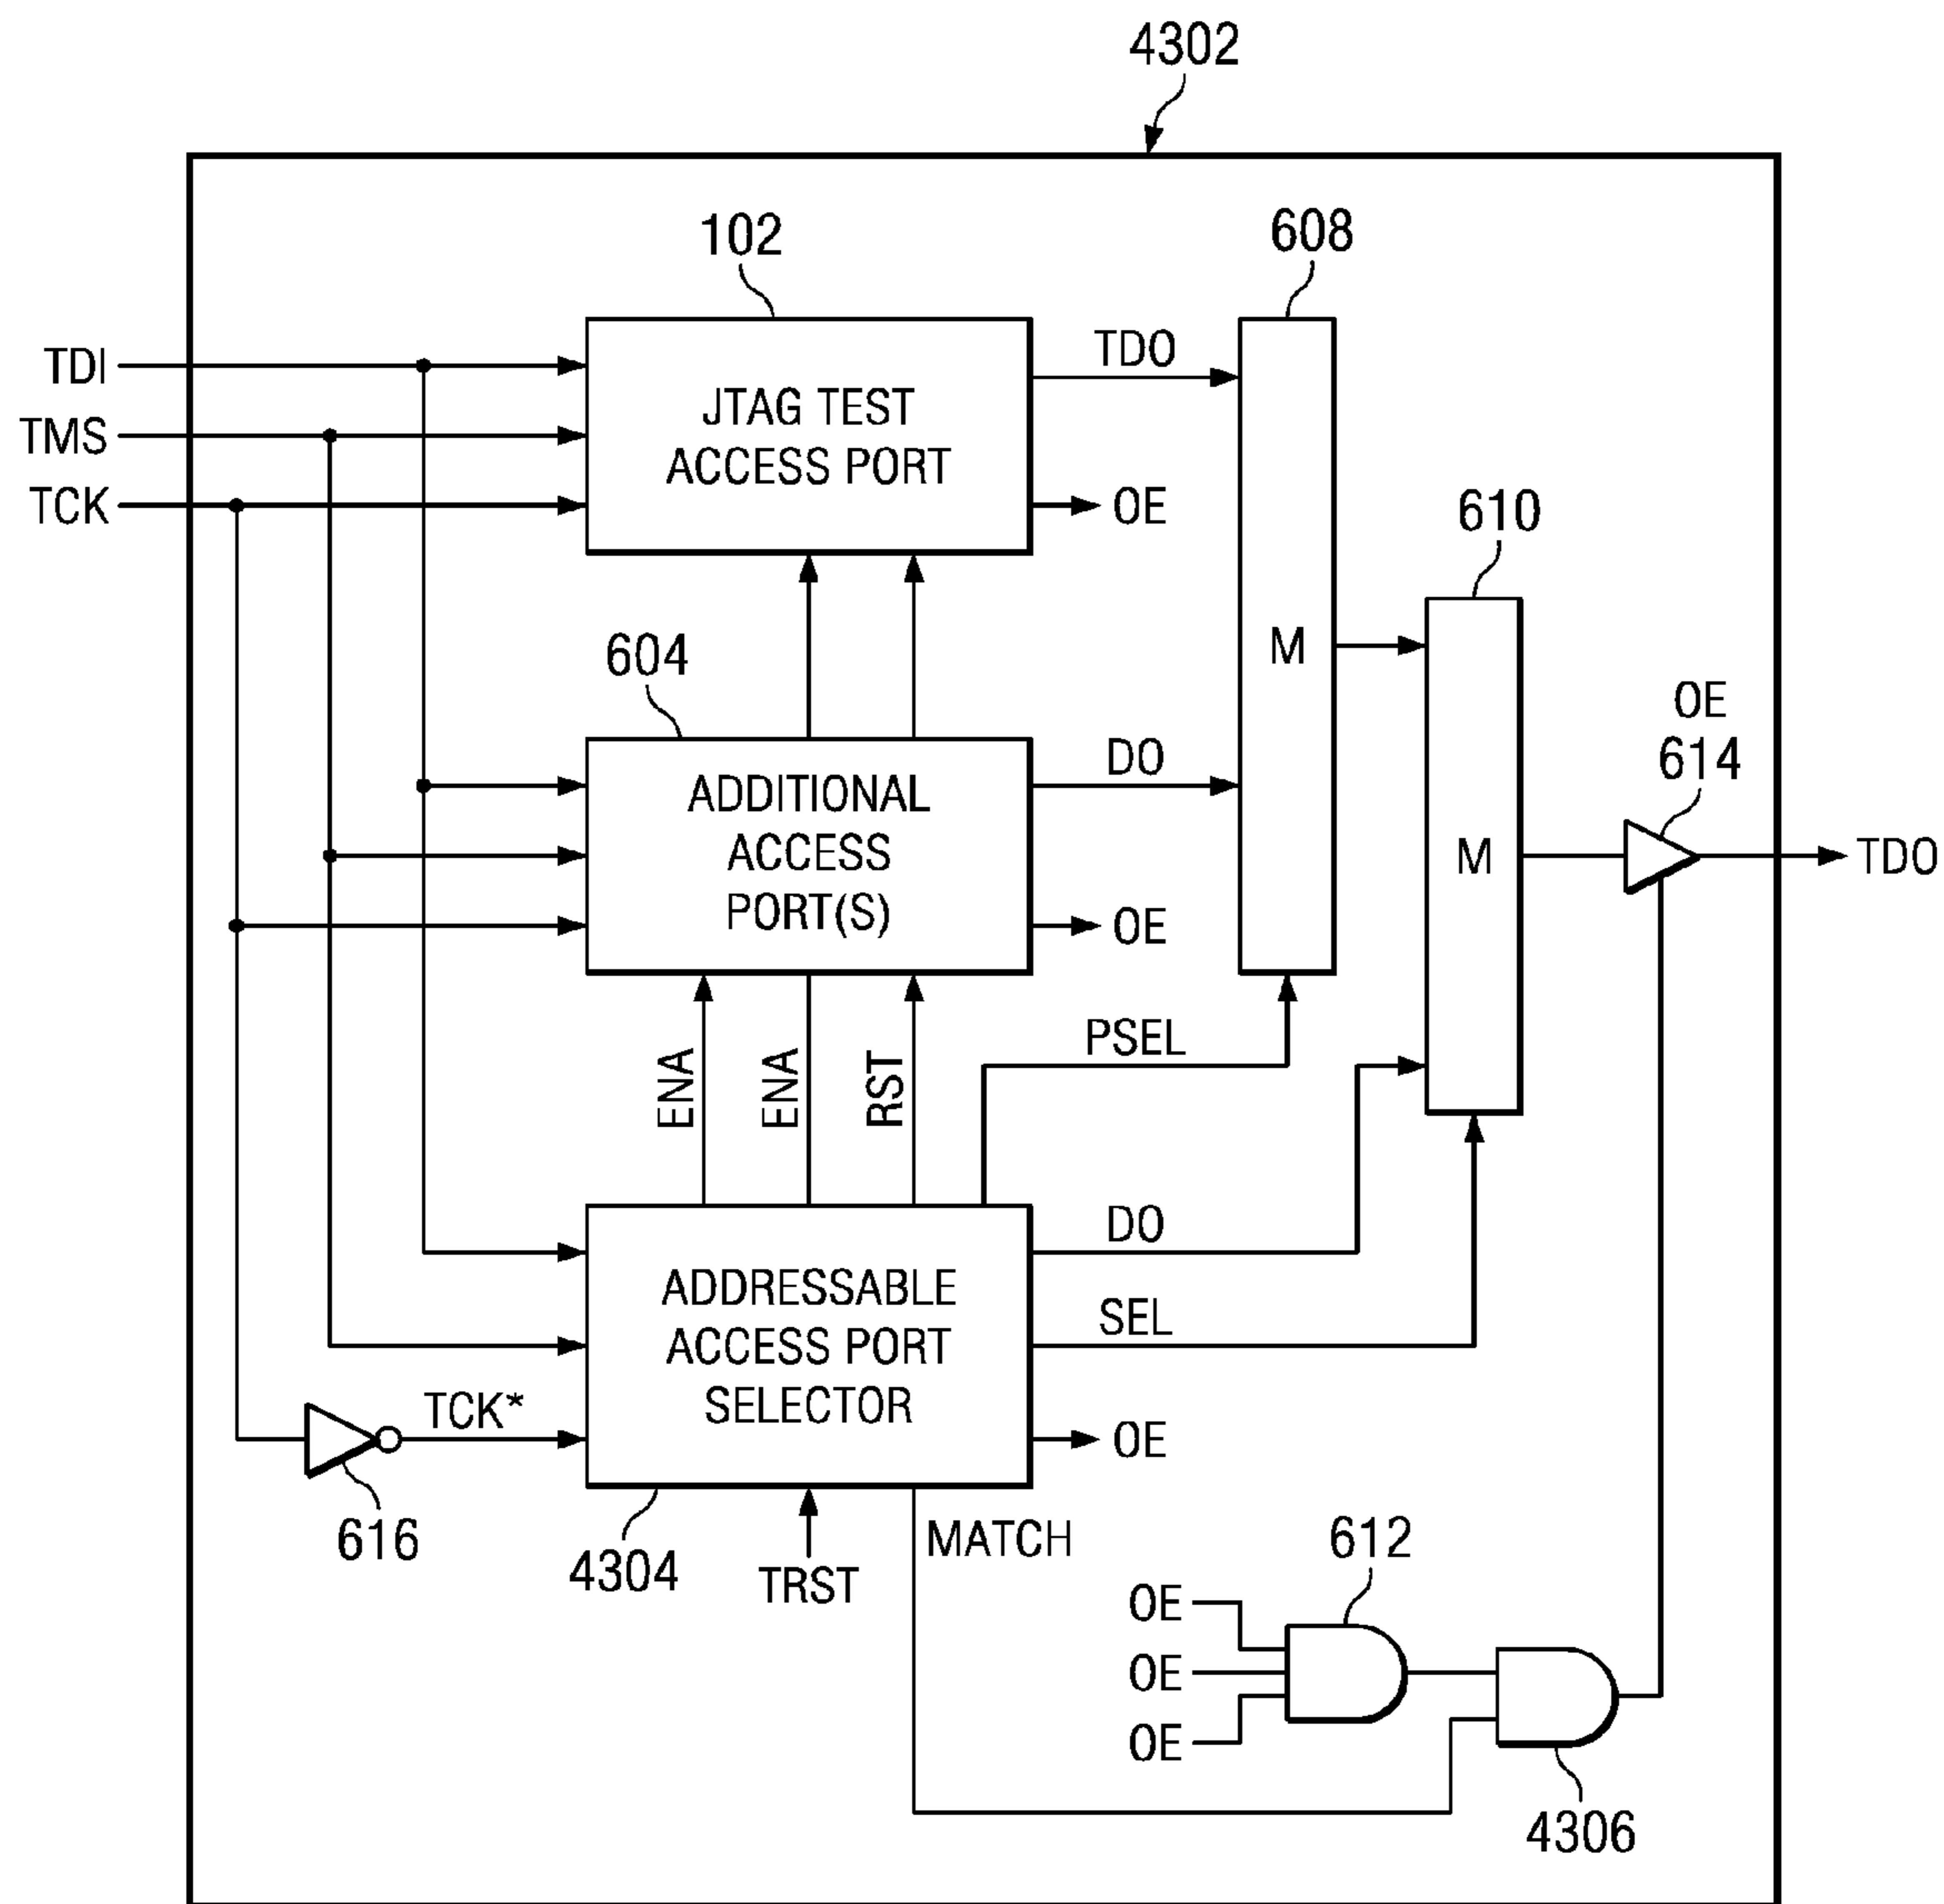 4302
102
608
TDI
TMS
TCK
JTAG TEST
ACCESS PORT
TDO
OE
610
604
M
OE
614
ADDITIONAL
ACCESS
PORT(S)
DO
OE
M
TDO
ENA
ENA
RST
PSEL
DO
ADDRESSABLE
ACCESS PORT
SELECTOR
SEL
TCK*
OE
616
4304
TRST
MATCH
612
OE
OE
OE
4306